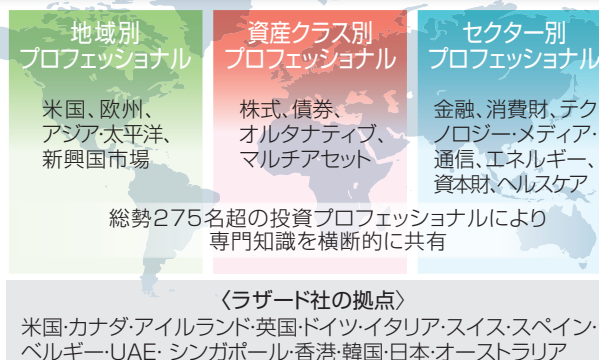 地域別
プロフェッショナル
米国、欧州、
アジア・太平洋、
新興国市場
資産クラス別
プロフェッショナル
株式、債券、
オルタナティブ、
マルチアセット
セクター別
プロフェッショナル
金融、消費財、テク
ノロジー・メディア・
通信、エネルギー、
資本財、ヘルスケア
総勢275名超の投資プロフェッショナルにより
専門知識を横断的に共有
〈ラザード社の拠点〉
米国・カナダ・アイルランド・英国・ドイツ・イタリア・スイス・スペイン・
ベルギー・UAE・シンガポール・香港・韓国・日本・オーストラリア